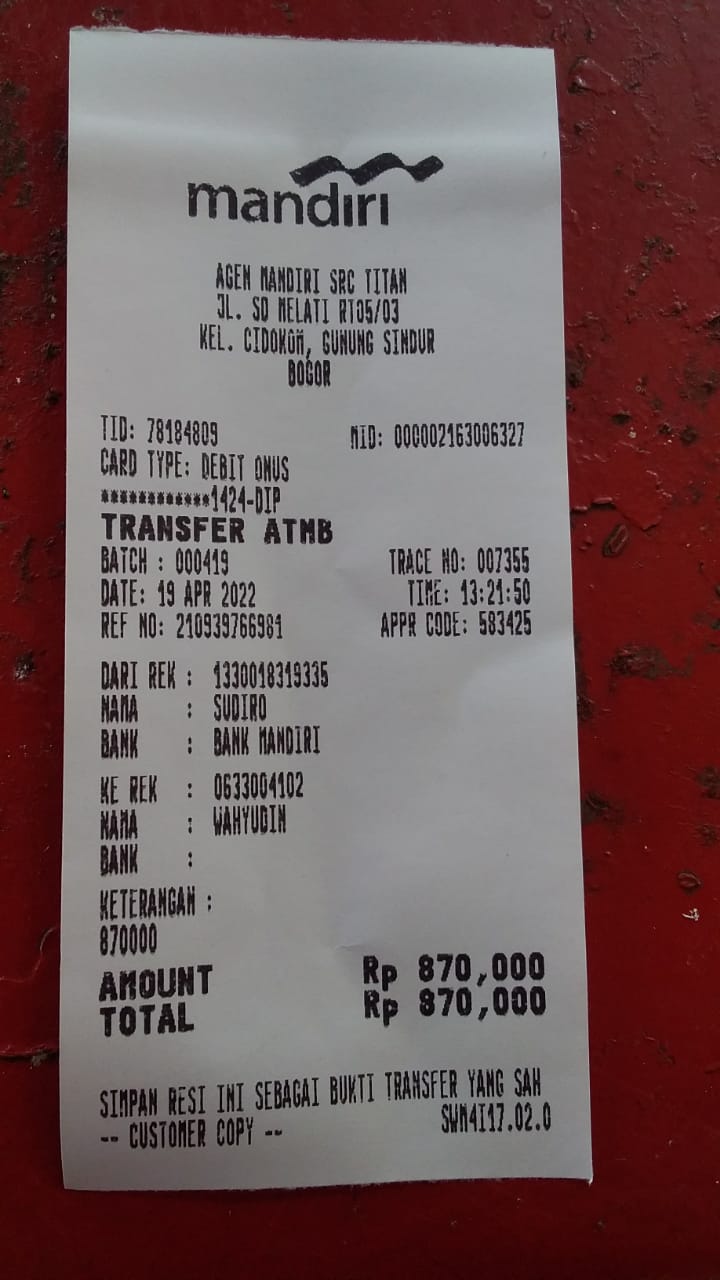 mandırı
AGEN MANDIRI SRC TITAN
JL. SD MELATI RT05/03
KEL. CIDOKOM, GUNUNG SINDUR
BOGOR
TID: 78184809 MID: 000002163006327
CARD TYPE: DEBIT ONUS
************1424-DIP
TRANSFER ATMB
BATCH : 000419 TRACE NO: 007355
DATE: 19 APR 2022 TIME: 13:21:50
REF NO: 210939766981 APPR CODE: 583425
DARI REK : 1330018319335
NAMA : SUDIRO
BANK : BANK MANDIRI
KE REK : 0633004102
NAMA : WAHYUDIN
BANK :
KETERANGAN :
870000
AMOUNT Rp 870,000
TOTAL Rp 870,000
SIMPAN RESI INI SEBAGAI BUKTI TRANSFER YANG SAH
-- CUSTOMER COPY -- SWM4I17.02.0